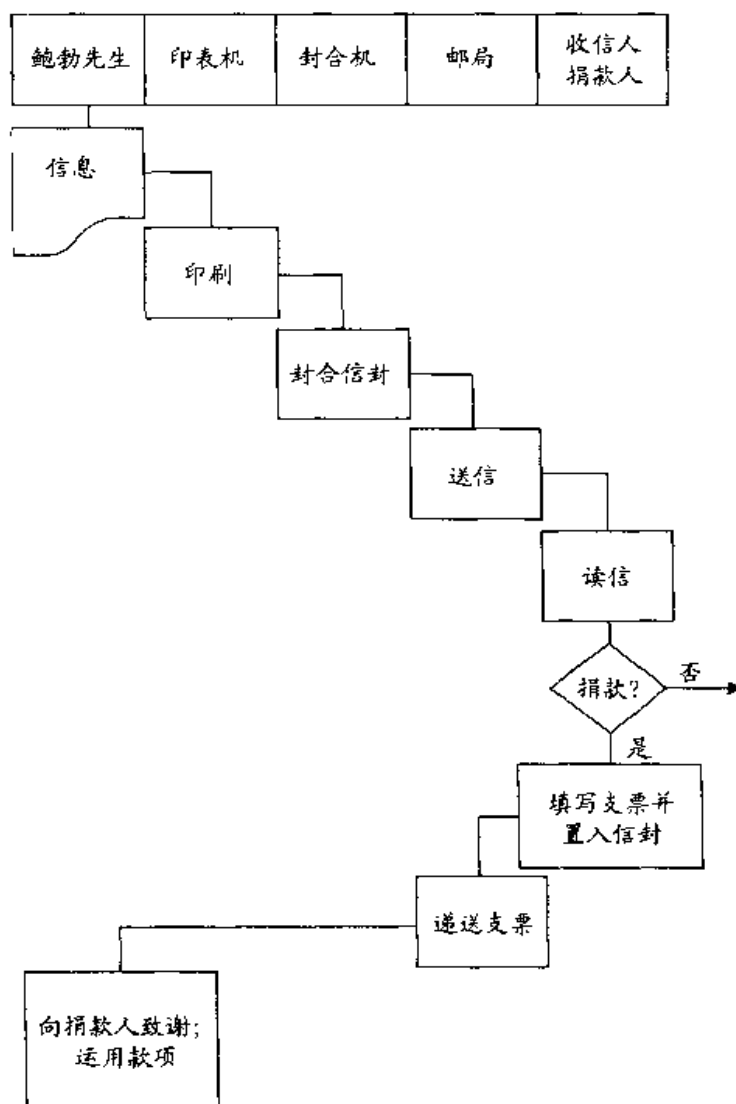 鲍勃先生
印表机
封合机
邮局
收信人
捐款人
信息
印刷
封合信封
送信
读信
捐款?
否
是
填写支票并
置入信封
递送支票
向捐款人致谢;
运用款项